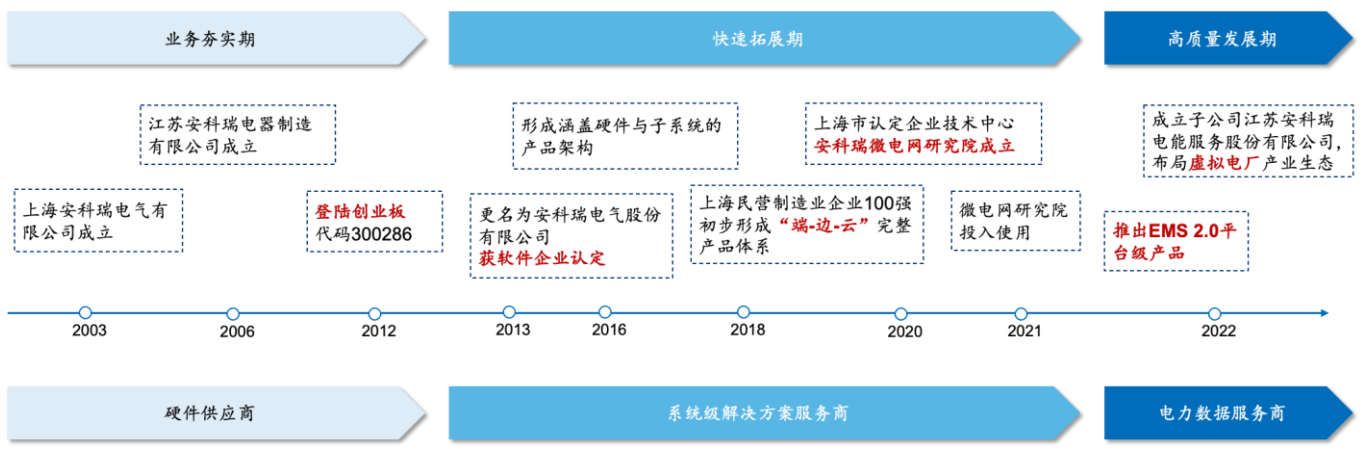 业务夯实期
快速拓展期
高质量发展期
江苏安科瑞电器制造
有限公司成立
形成涵盖硬件与子系统的
产品架构
上海市认定企业技术中心
安科瑞微电网研究院成立
成立子公司江苏安科瑞
电能服务股份有限公司,
布局虚拟电厂产业生态
上海安科瑞电气有
限公司成立
登陆创业板
代码300286
更名为安科瑞电气股份
有限公司
获软件企业认定
上海民营制造业企业100强
初步形成“端-边-云”完整
产品体系
微电网研究院
投入使用
推出EMS 2.0平
台级产品
2003
2006
2012
2013
2016
2018
2020
2021
2022
硬件供应商
系统级解决方案服务商
电力数据服务商